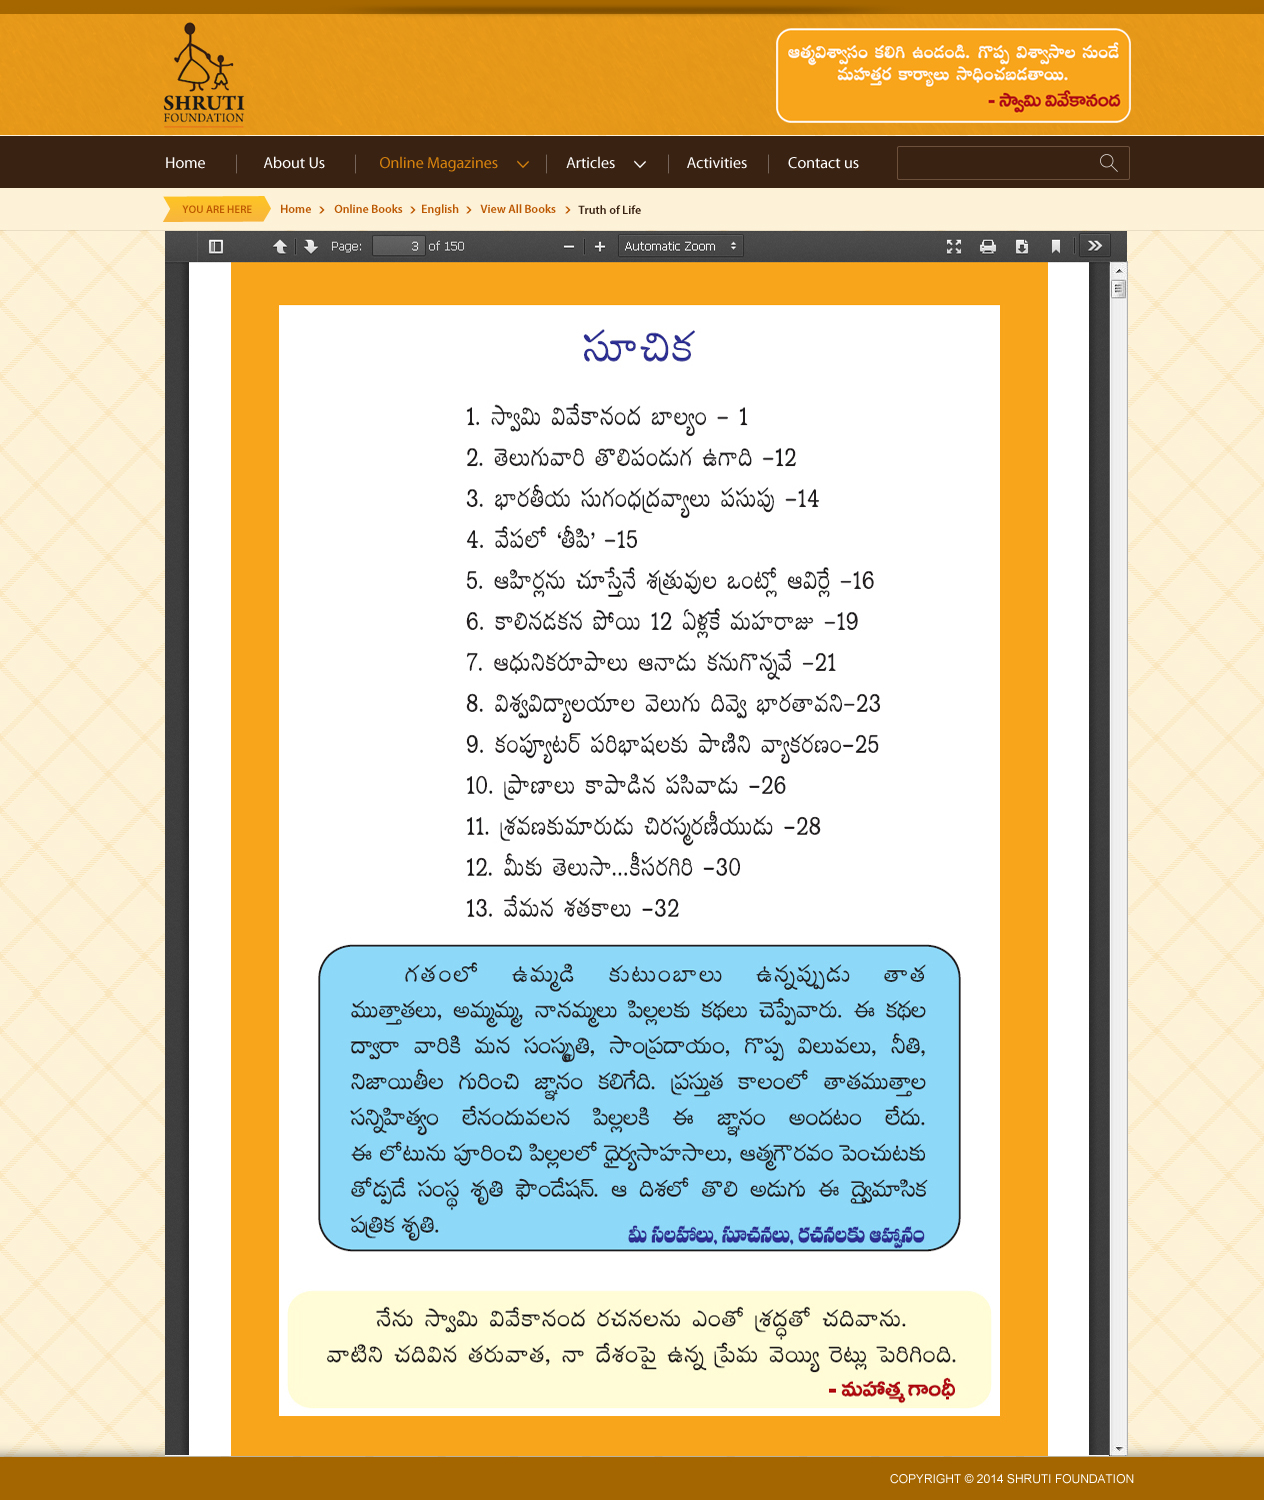 SHRUTI
FOUNDATION
ఆత్మవిశ్వాసం కలిగి ఉండండి. గొప్ప విశ్వాసాల నుండే
మహత్తర కార్యాలు సాధించబడతాయి.
- స్వామి వివేకానంద
Home About Us Online Magazines Articles Activities Contact us
YOU ARE HERE Home Online Books English View All Books Truth of Life
Page: 3 of 150 Automatic Zoom
సూచిక
1. స్వామి వివేకానంద బాల్యం - 1
2. తెలుగువారి తొలిపండుగ ఉగాది -12
3. భారతీయ సుగంధద్రవ్యాలు పసుపు -14
4. వేపలో ‘తీపి’ -15
5. ఆహిర్లను చూస్తేనే శత్రువుల ఒంట్లో ఆవిర్లే -16
6. కాలినడకన పోయి 12 ఏళ్లకే మహరాజు -19
7. ఆధునికరూపాలు ఆనాడు కనుగొన్నవే -21
8. విశ్వవిద్యాలయాల వెలుగు దివ్వె భారతావని-23
9. కంప్యూటర్ పరిభాషలకు పాణిని వ్యాకరణం-25
10. ప్రాణాలు కాపాడిన పసివాడు -26
11. శ్రవణకుమారుడు చిరస్మరణీయుడు -28
12. మీకు తెలుసా...కీసరగిరి -30
13. వేమన శతకాలు -32
గతంలో ఉమ్మడి కుటుంబాలు ఉన్నప్పుడు తాత
ముత్తాతలు, అమ్మమ్మ, నానమ్మలు పిల్లలకు కథలు చెప్పేవారు. ఈ కథల
ద్వారా వారికి మన సంస్కృతి, సాంప్రదాయం, గొప్ప విలువలు, నీతి,
నిజాయితీల గురించి జ్ఞానం కలిగేది. ప్రస్తుత కాలంలో తాతముత్తాల
సన్నిహిత్యం లేనందువలన పిల్లలకి ఈ జ్ఞానం అందటం లేదు.
ఈ లోటును పూరించి పిల్లలలో ధైర్యసాహసాలు, ఆత్మగౌరవం పెంచుటకు
తోడ్పడే సంస్థ శృతి ఫౌండేషన్. ఆ దిశలో తొలి అడుగు ఈ ద్వైమాసిక
పత్రిక శృతి.
మీ సలహాలు, సూచనలు, రచనలకు ఆహ్వానం
నేను స్వామి వివేకానంద రచనలను ఎంతో శ్రద్ధతో చదివాను.
వాటిని చదివిన తరువాత, నా దేశంపై ఉన్న ప్రేమ వెయ్యి రెట్లు పెరిగింది.
- మహాత్మ గాంధీ
COPYRIGHT © 2014 SHRUTI FOUNDATION